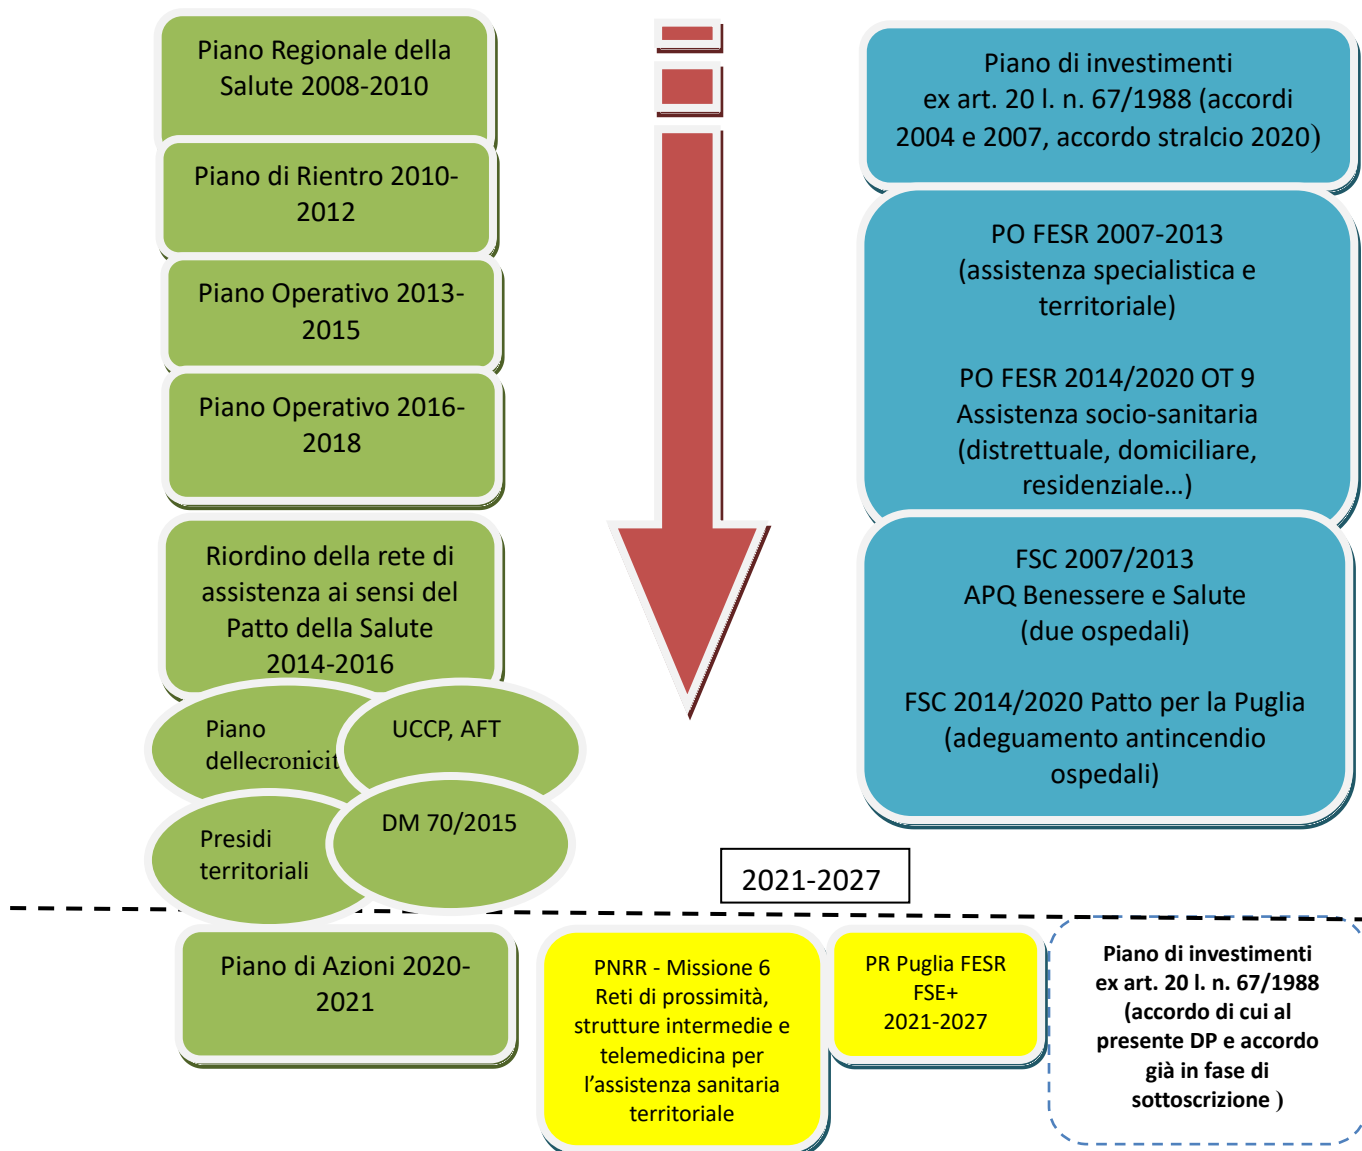 Piano Regionale della
Salute 2008-2010
Piano di Rientro 2010-
2012
Piano Operativo 2013-
2015
Piano Operativo 2016-
2018
Riordino della rete di
assistenza ai sensi del
Patto della Salute
2014-2016
Piano
dellecronicit
UCCP, AFT
Presidi
territoriali
DM 70/2015
Piano di investimenti
ex art. 20 l. n. 67/1988 (accordi
2004 e 2007, accordo stralcio 2020)
PO FESR 2007-2013
(assistenza specialistica e
territoriale)
PO FESR 2014/2020 OT 9
Assistenza socio-sanitaria
(distrettuale, domiciliare,
residenziale…)
FSC 2007/2013
APQ Benessere e Salute
(due ospedali)
FSC 2014/2020 Patto per la Puglia
(adeguamento antincendio
ospedali)
2021-2027
Piano di Azioni 2020-
2021
PNRR - Missione 6
Reti di prossimità,
strutture intermedie e
telemedicina per
l’assistenza sanitaria
territoriale
PR Puglia FESR
FSE+
2021-2027
Piano di investimenti
ex art. 20 l. n. 67/1988
(accordo di cui al
presente DP e accordo
già in fase di
sottoscrizione )